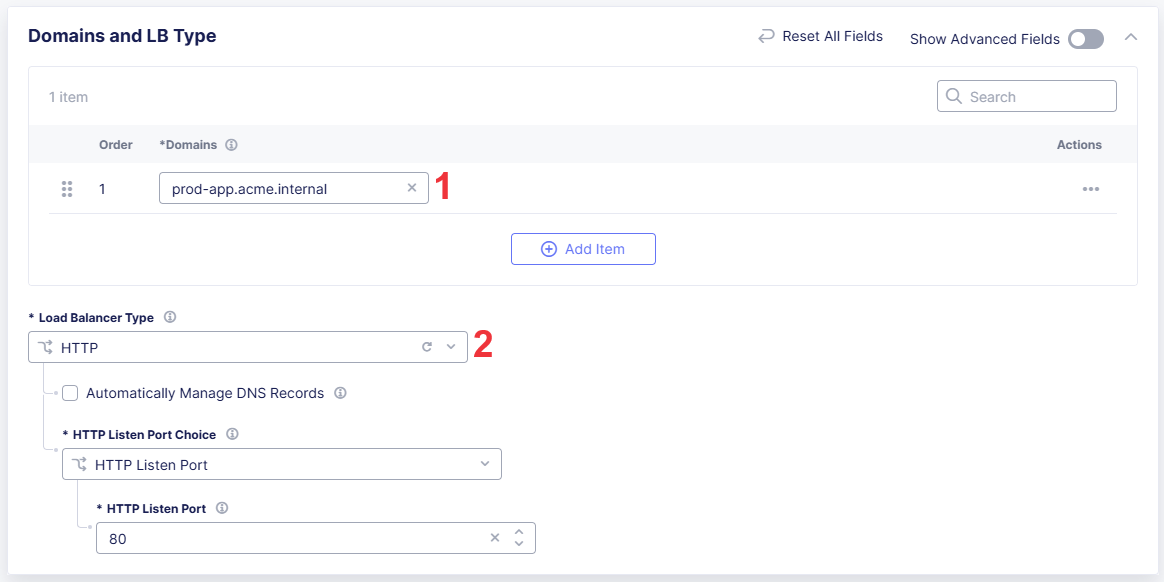 Domains and LB Type
Reset All Fields
Show Advanced Fields
1 item
Search
Order
*Domains
Actions
1
prod-app.acme.internal
1
Add Item
* Load Balancer Type
HTTP
2
Automatically Manage DNS Records
* HTTP Listen Port Choice
HTTP Listen Port
* HTTP Listen Port
80